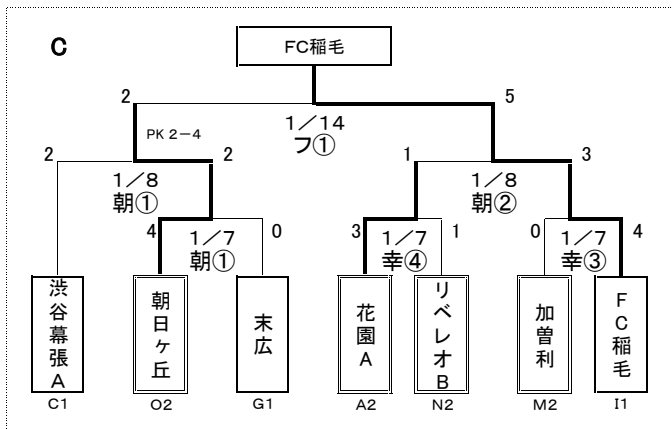 C
FC稲毛
2
5
1/14
フ①
PK 2-4
2
2
1
3
1/8
朝①
1/8
朝②
4
0
3
1
0
4
1/7
朝①
1/7
幸④
1/7
幸③
渋谷幕張A
朝日ヶ丘
末広
花園A
リベレオB
加曽利
FC稲毛
C1
O2
G1
A2
N2
M2
I1